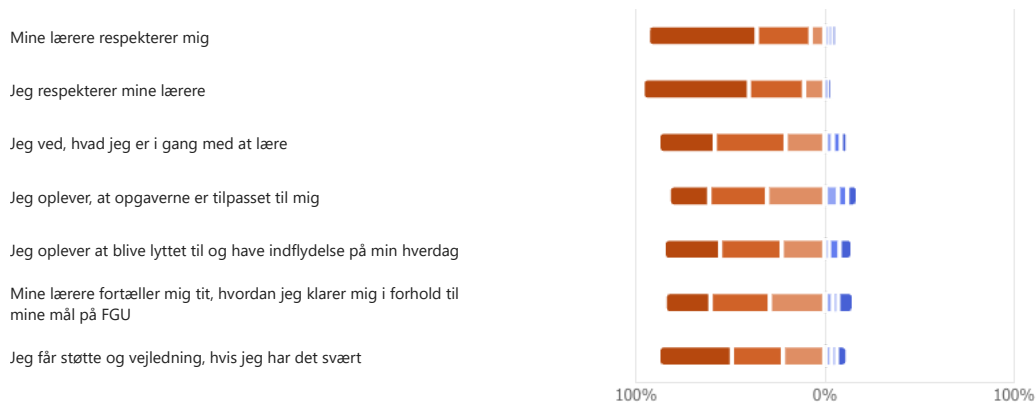 Mine lærere respekterer mig
Jeg respekterer mine lærere
Jeg ved, hvad jeg er i gang med at lære
Jeg oplever, at opgaverne er tilpasset til mig
Jeg oplever at blive lyttet til og have indflydelse på min hverdag
Mine lærere fortæller mig tit, hvordan jeg klarer mig i forhold til
mine mål på FGU
Jeg får støtte og vejledning, hvis jeg har det svært
100% 0% 100%